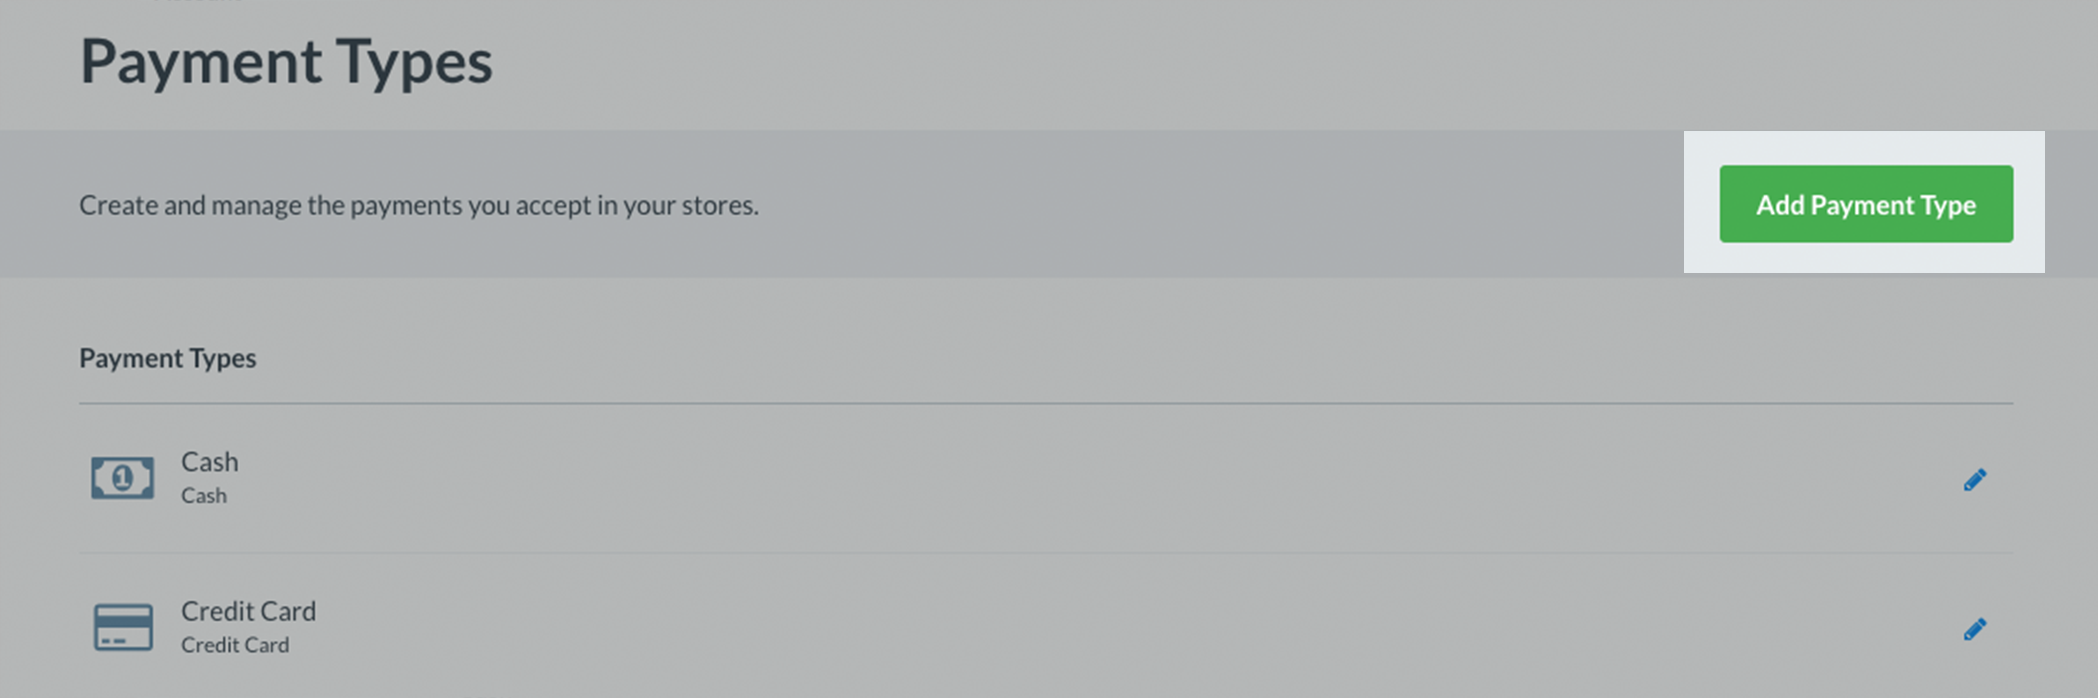 Payment Types
Create and manage the payments you accept in your stores.
Add Payment Type
Payment Types
Cash
Cash
Credit Card
Credit Card